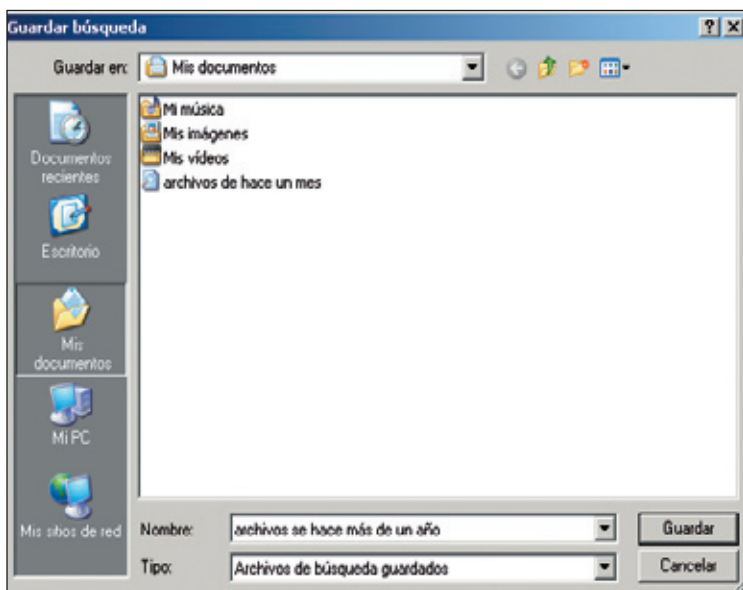 Guardar búsqueda
Guardar en:
Mis documentos
Mi música
Mis imágenes
Mis vídeos
archivos de hace un mes
Documentos
recientes
Escritorio
Mis
documentos
Mi PC
Mis sitios de red
Nombre:
archivos se hace más de un año
Guardar
Tipo:
Archivos de búsqueda guardados
Cancelar